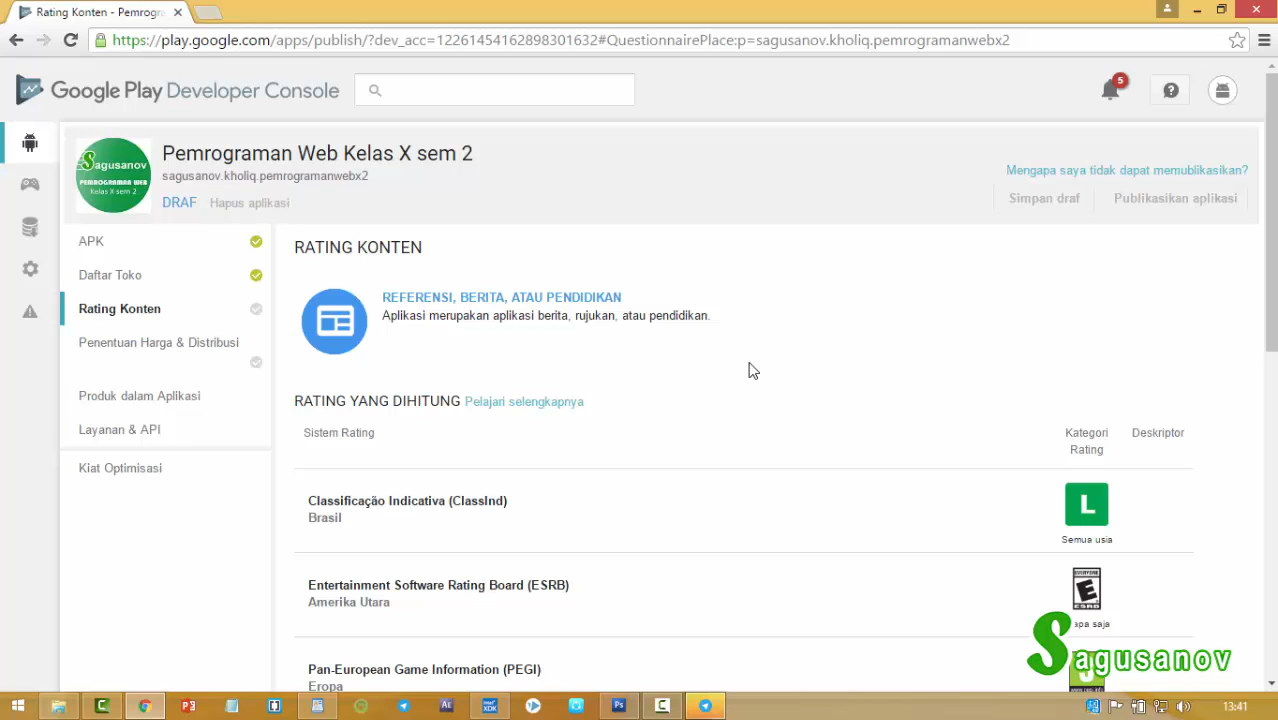 Rating Konten - Pemrogra
https://play.google.com/apps/publish/?dev_acc=12261454162898301632#QuestionnairePlace:p=sagusanov.kholiq.pemrogramanwebx2
Google Play Developer Console
5
Sagusanov
PEMROGRAMAN WEB
Kelas X sem 2
Pemrograman Web Kelas X sem 2
sagusanov.kholiq.pemrogramanwebx2
DRAF Hapus aplikasi
Mengapa saya tidak dapat memublikasikan?
Simpan draf Publikasikan aplikasi
APK
Daftar Toko
Rating Konten
Penentuan Harga & Distribusi
Produk dalam Aplikasi
Layanan & API
Kiat Optimisasi
RATING KONTEN
REFERENSI, BERITA, ATAU PENDIDIKAN
Aplikasi merupakan aplikasi berita, rujukan, atau pendidikan.
RATING YANG DIHITUNG Pelajari selengkapnya
Sistem Rating
Kategori
Rating
Deskriptor
Classificação Indicativa (ClassInd)
Brasil
L
Semua usia
Entertainment Software Rating Board (ESRB)
Amerika Utara
EVERYONE
E
ESRB
apa saja
Pan-European Game Information (PEGI)
Eropa
Sagusanov
13:41